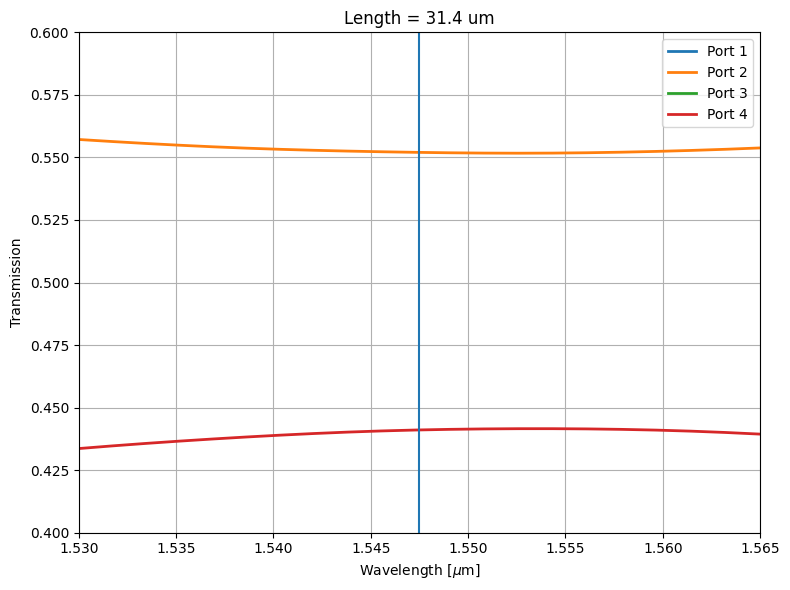 Length = 31.4 um
Port 1
Port 2
Port 3
Port 4
Transmission
0.600
0.575
0.550
0.525
0.500
0.475
0.450
0.425
0.400
1.530 1.535 1.540 1.545 1.550 1.555 1.560 1.565
Wavelength [μm]